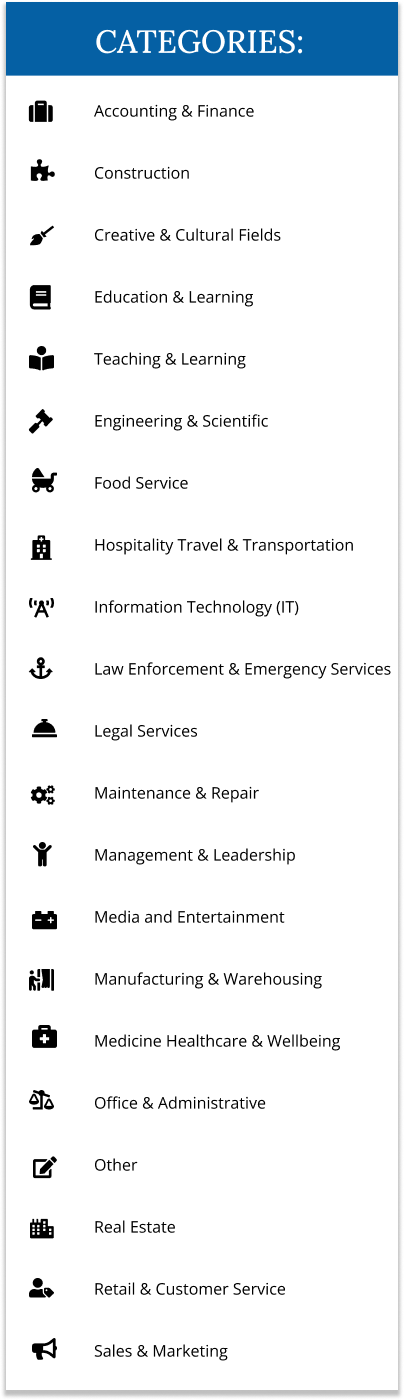 CATEGORIES:
Accounting & Finance
Construction
Creative & Cultural Fields
Education & Learning
Teaching & Learning
Engineering & Scientific
Food Service
Hospitality Travel & Transportation
Information Technology (IT)
Law Enforcement & Emergency Services
Legal Services
Maintenance & Repair
Management & Leadership
Media and Entertainment
Manufacturing & Warehousing
Medicine Healthcare & Wellbeing
Office & Administrative
Other
Real Estate
Retail & Customer Service
Sales & Marketing